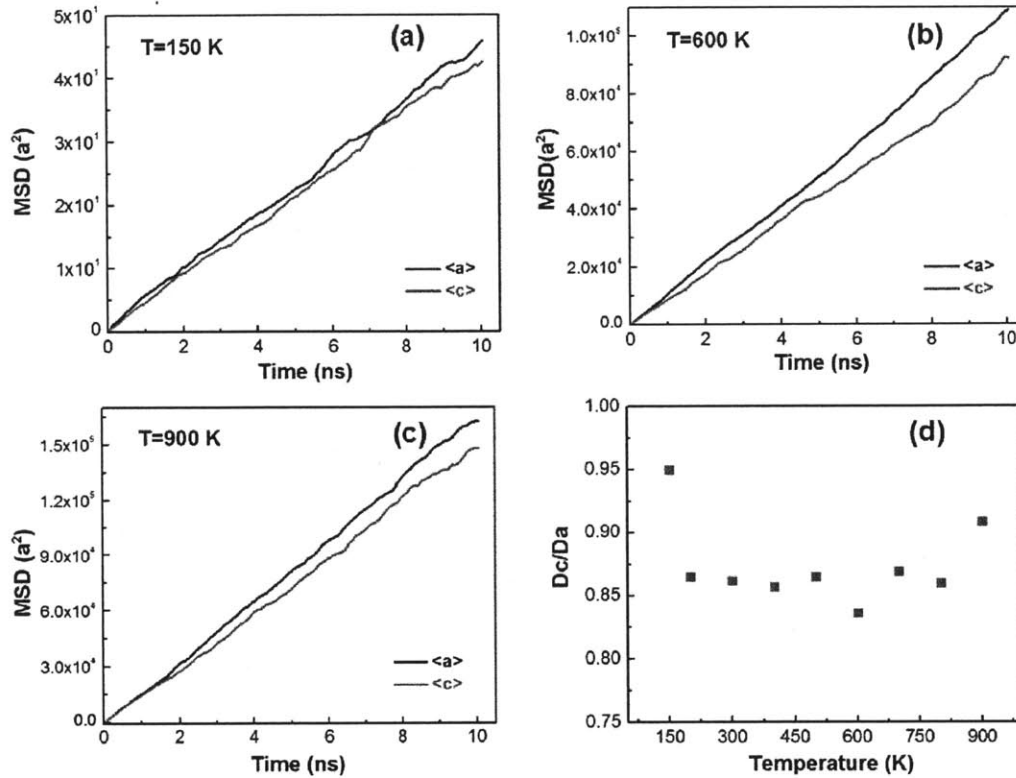 T=150 K
(a)
MSD (a²)
5x10¹
4x10¹
3x10¹
2x10¹
1x10¹
0
<a>
<c>
0 2 4 6 8 10
Time (ns)
T=600 K
(b)
MSD(a²)
1.0x10⁵
8.0x10⁴
6.0x10⁴
4.0x10⁴
2.0x10⁴
0.0
<a>
<c>
0 2 4 6 8 10
Time (ns)
T=900 K
(c)
MSD (a²)
1.5x10⁵
1.2x10⁵
9.0x10⁴
6.0x10⁴
3.0x10⁴
0.0
<a>
<c>
0 2 4 6 8 10
Time (ns)
(d)
Dc/Da
1.00
0.95
0.90
0.85
0.80
0.75
150 300 450 600 750 900
Temperature (K)